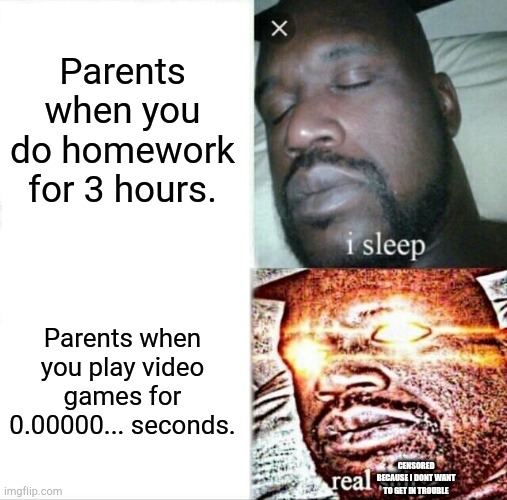 Parents
when you
do homework
for 3 hours.
i sleep
Parents when
you play video
games for
0.00000... seconds.
real
CENSORED
BECAUSE I DONT WANT
TO GET IN TROUBLE
imgflip.com